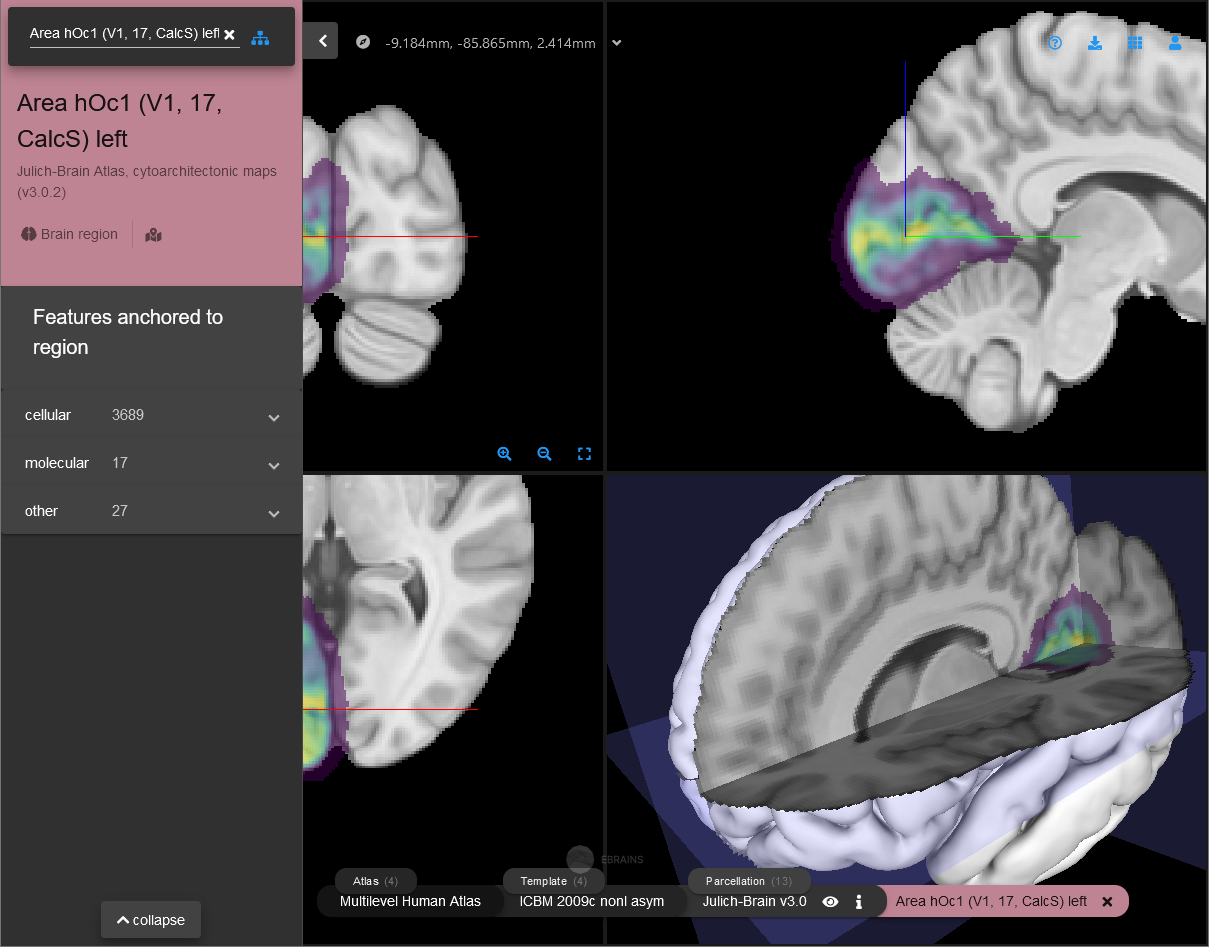 Area hOc1 (V1, 17, CalcS) left
-9.184mm, -85.865mm, 2.414mm
Area hOc1 (V1, 17,
CalcS) left
Julich-Brain Atlas, cytoarchitectonic maps
(v3.0.2)
Brain region
Features anchored to
region
cellular 3689
molecular 17
other 27
collapse
EBRAINS
Atlas (4)
Template (4)
Parcellation (13)
Multilevel Human Atlas
ICBM 2009c nonl asym
Julich-Brain v3.0
Area hOc1 (V1, 17, CalcS) left